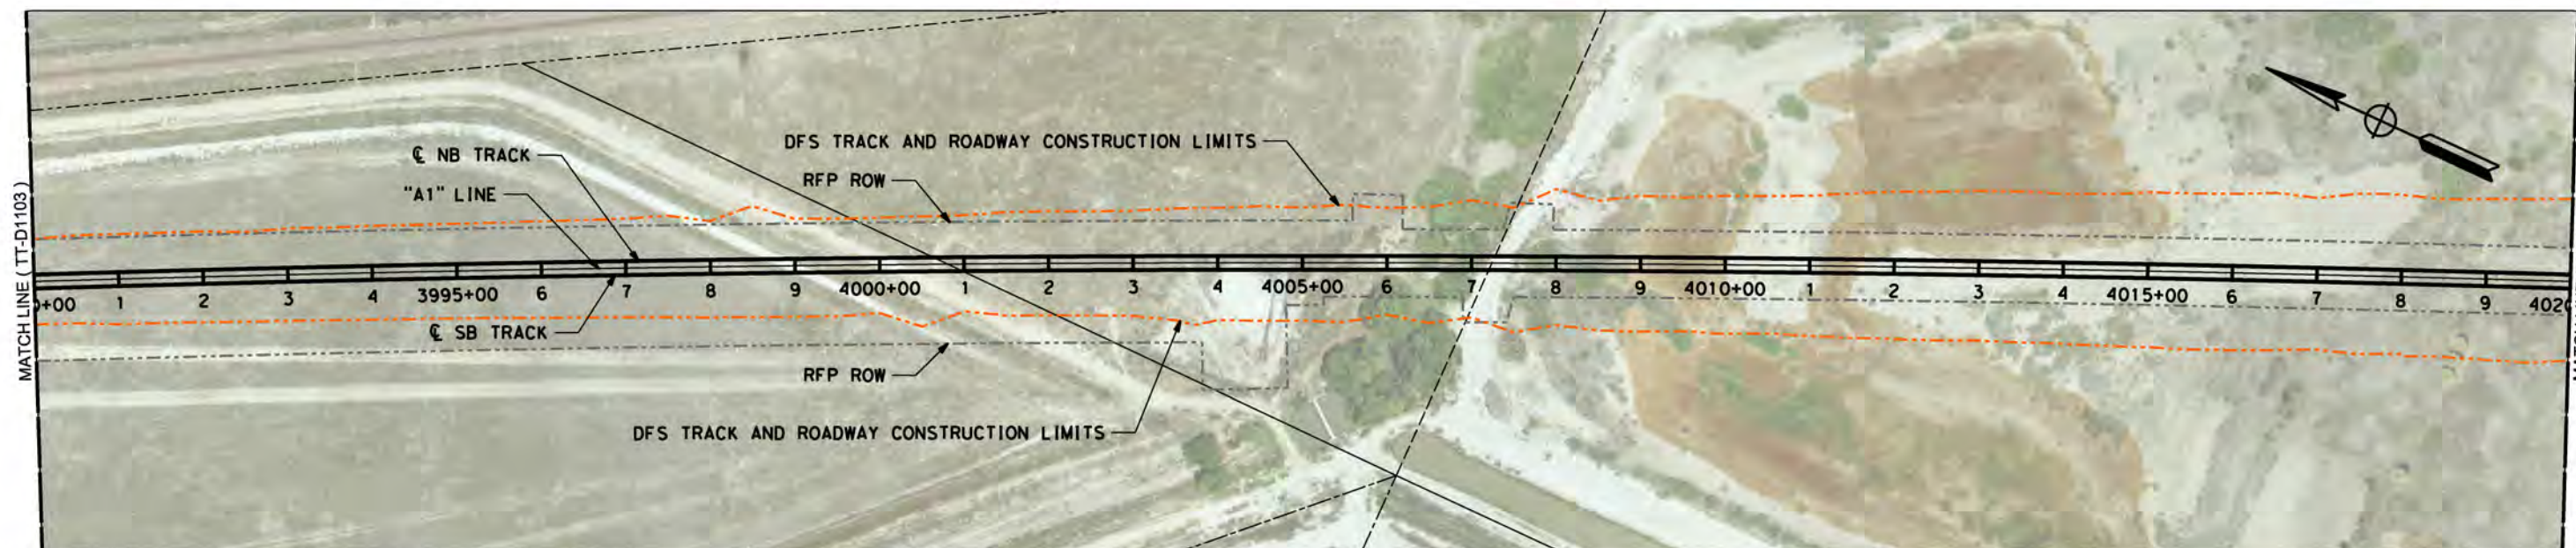 DFS TRACK AND ROADWAY CONSTRUCTION LIMITS
℄ NB TRACK
RFP ROW
"A1" LINE
MATCH LINE ( TT-D1103 )
0+00 1 2 3 4 3995+00 6 7 8 9 4000+00 1 2 3 4 4005+00 6 7 8 9 4010+00 1 2 3 4 4015+00 6 7 8 9 4020
℄ SB TRACK
RFP ROW
DFS TRACK AND ROADWAY CONSTRUCTION LIMITS